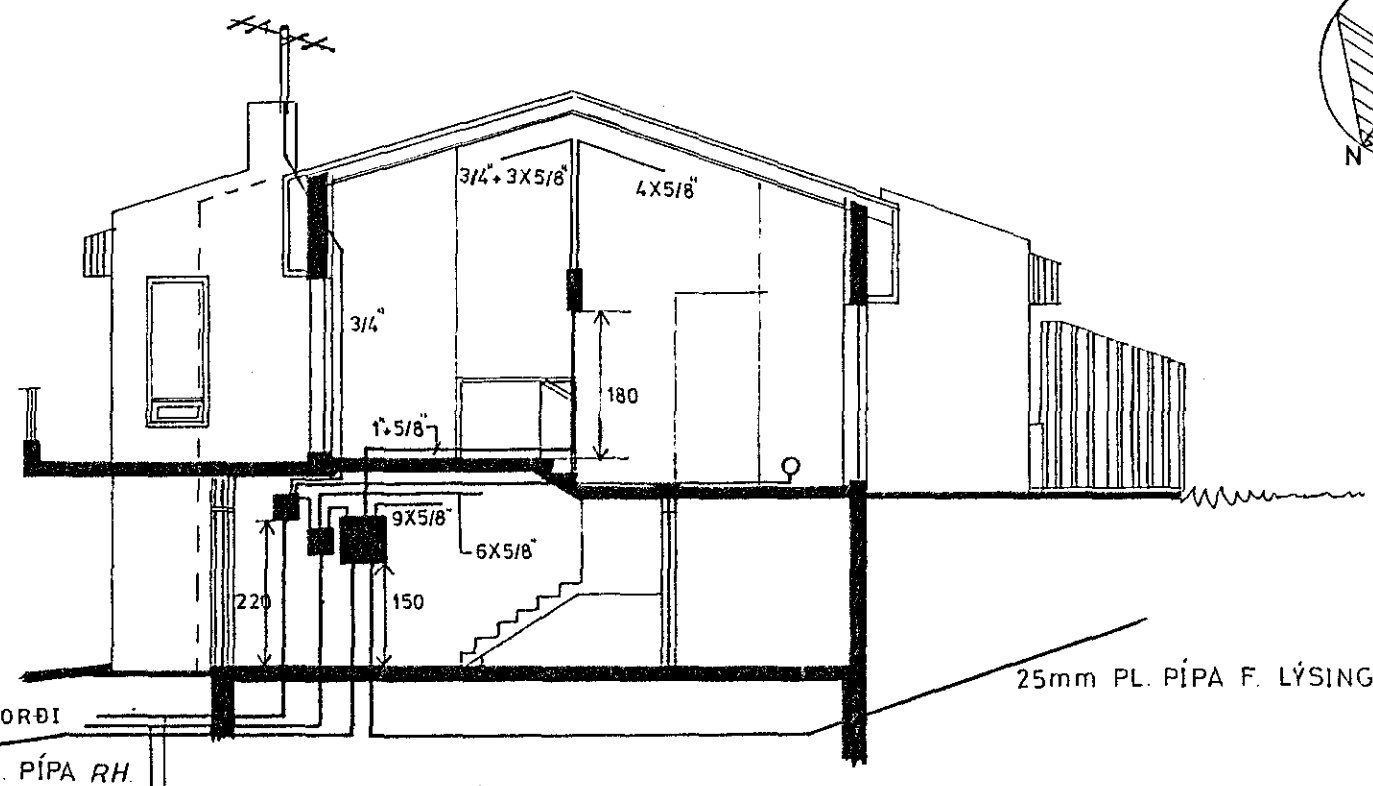 N
3/4"+3X5/8"
4X5/8"
3/4"
180
1"+5/8"
9X5/8"
6X5/8"
220
150
25mm PL. PÍPA F. LÝSING
ORÐI
. PÍPA RH.